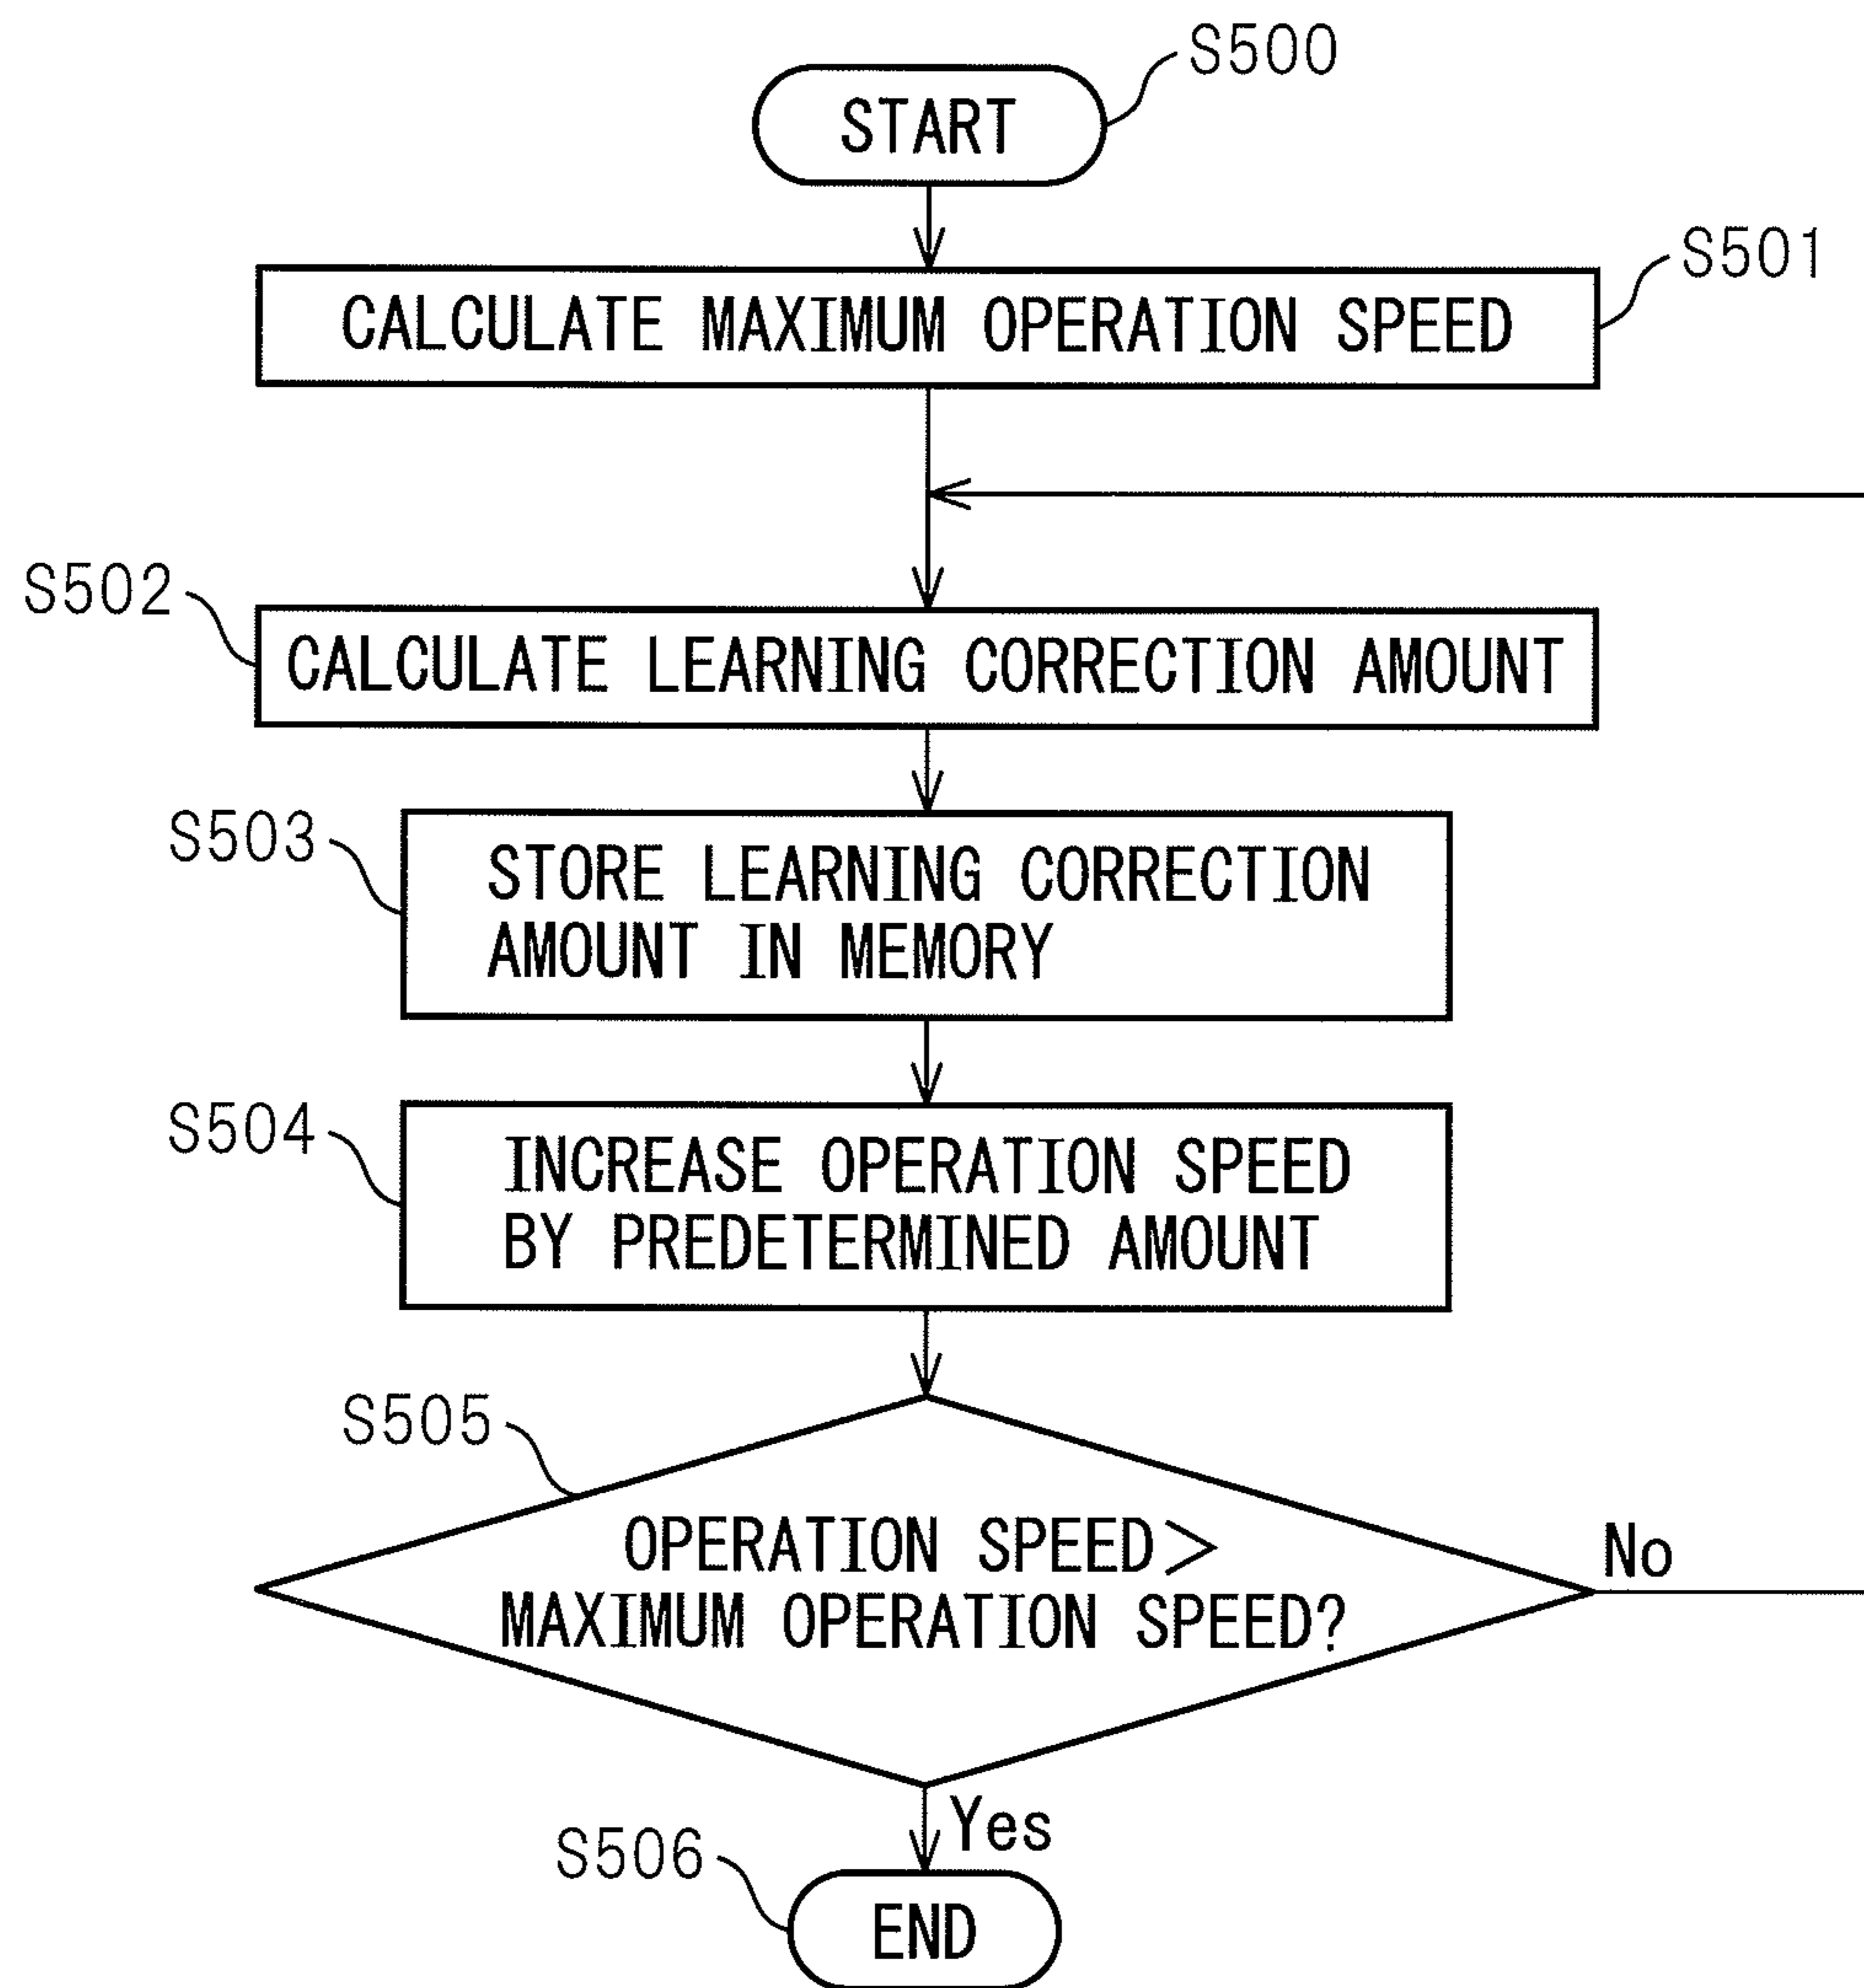 S500
START
S501
CALCULATE MAXIMUM OPERATION SPEED
S502
CALCULATE LEARNING CORRECTION AMOUNT
S503
STORE LEARNING CORRECTION
AMOUNT IN MEMORY
S504
INCREASE OPERATION SPEED
BY PREDETERMINED AMOUNT
S505
OPERATION SPEED>
MAXIMUM OPERATION SPEED?
No
Yes
S506
END